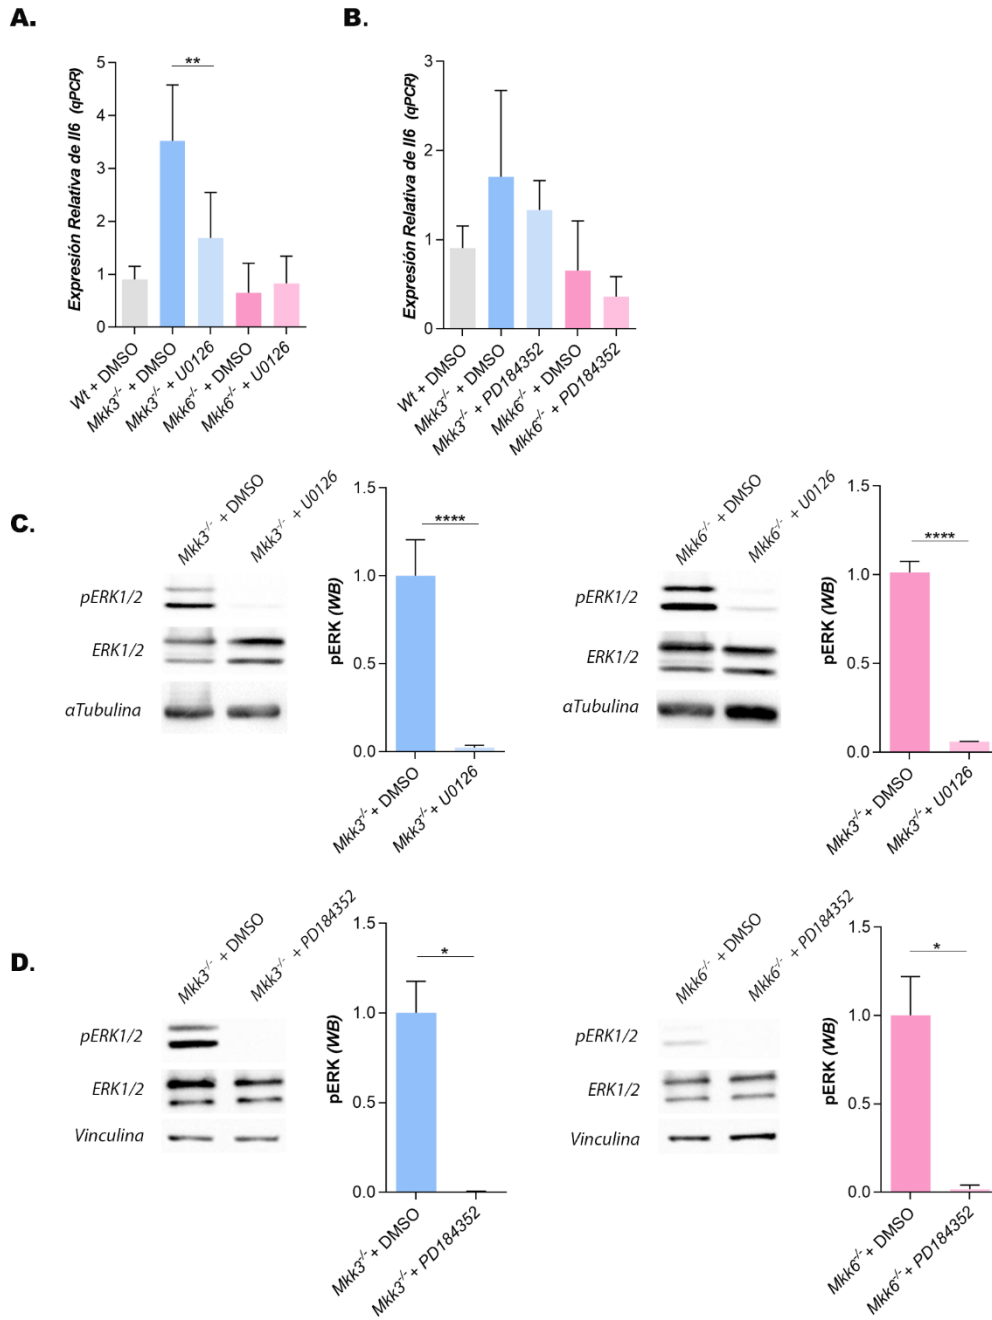 A.
B.
Expresión Relativa de Il6 (qPCR)
5
4
3
2
1
0
**
Wt + DMSO
Mkk3-/- + DMSO
Mkk3-/- + U0126
Mkk6-/- + DMSO
Mkk6-/- + U0126
Expresión Relativa de Il6 (qPCR)
3
2
1
0
Wt + DMSO
Mkk3-/- + DMSO
Mkk3-/- + PD184352
Mkk6-/- + DMSO
Mkk6-/- + PD184352
C.
Mkk3-/- + DMSO
Mkk3-/- + U0126
pERK1/2
ERK1/2
αTubulina
pERK (WB)
1.5
1.0
0.5
0.0
****
Mkk3-/- + DMSO
Mkk3-/- + U0126
Mkk6-/- + DMSO
Mkk6-/- + U0126
pERK1/2
ERK1/2
αTubulina
pERK (WB)
1.5
1.0
0.5
0.0
****
Mkk3-/- + DMSO
Mkk3-/- + U0126
D.
Mkk3-/- + DMSO
Mkk3-/- + PD184352
pERK1/2
ERK1/2
Vinculina
pERK (WB)
1.5
1.0
0.5
0.0
*
Mkk3-/- + DMSO
Mkk3-/- + PD184352
Mkk6-/- + DMSO
Mkk6-/- + PD184352
pERK1/2
ERK1/2
Vinculina
pERK (WB)
1.5
1.0
0.5
0.0
*
Mkk6-/- + DMSO
Mkk6-/- + PD184352